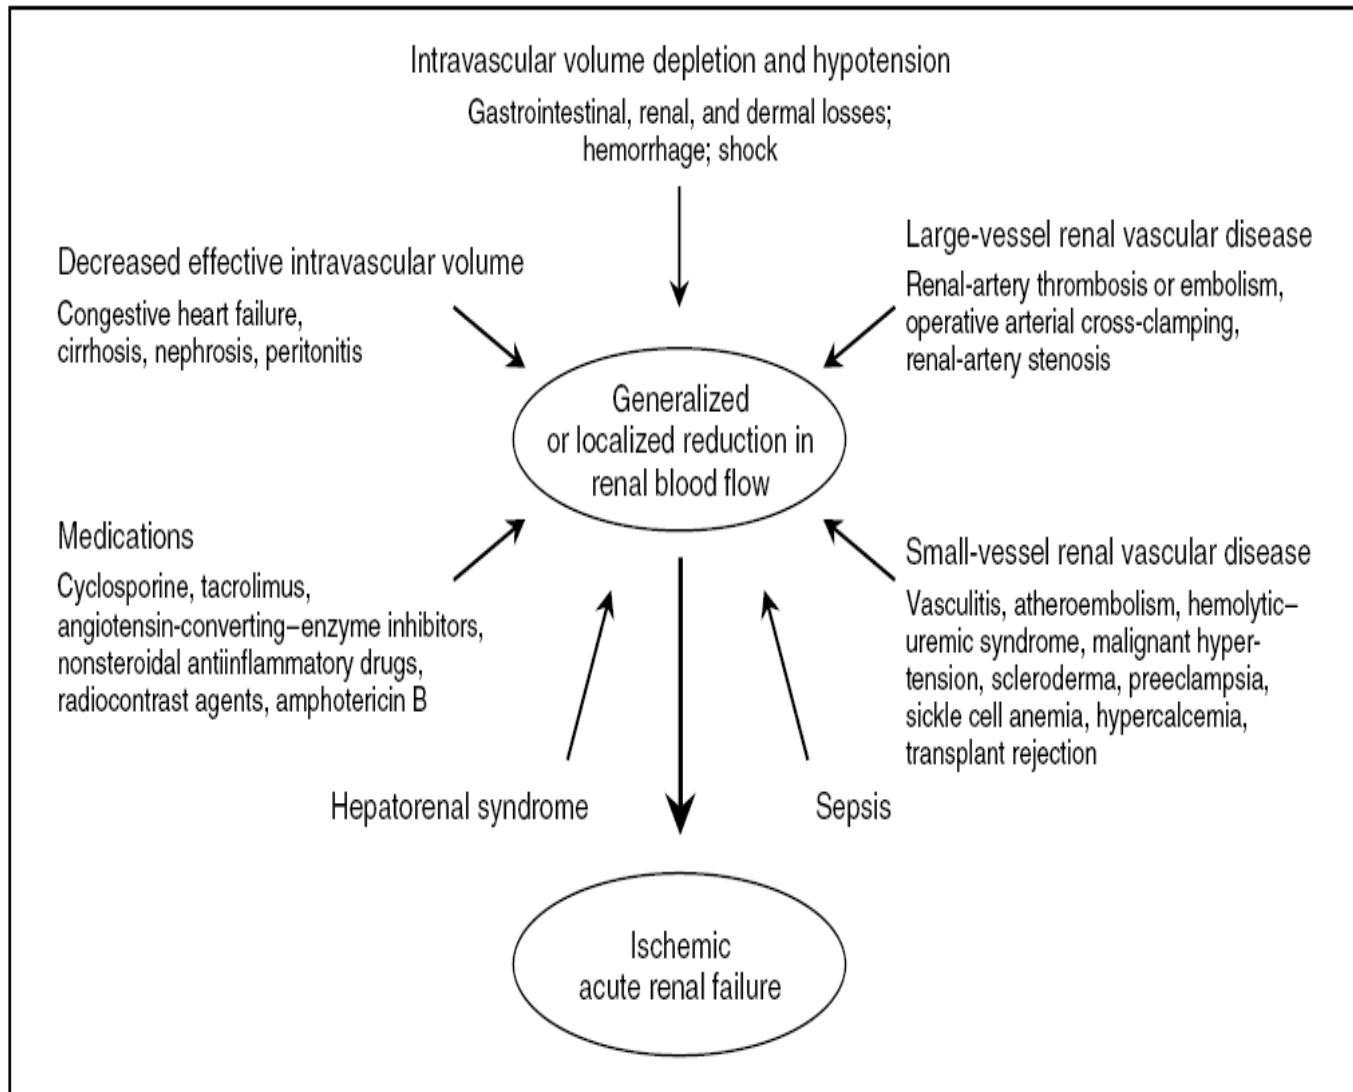 Intravascular volume depletion and hypotension
Gastrointestinal, renal, and dermal losses;
hemorrhage; shock
Decreased effective intravascular volume
Congestive heart failure,
cirrhosis, nephrosis, peritonitis
Large-vessel renal vascular disease
Renal-artery thrombosis or embolism,
operative arterial cross-clamping,
renal-artery stenosis
Generalized
or localized reduction in
renal blood flow
Medications
Cyclosporine, tacrolimus,
angiotensin-converting–enzyme inhibitors,
nonsteroidal antiinflammatory drugs,
radiocontrast agents, amphotericin B
Small-vessel renal vascular disease
Vasculitis, atheroembolism, hemolytic–
uremic syndrome, malignant hyper-
tension, scleroderma, preeclampsia,
sickle cell anemia, hypercalcemia,
transplant rejection
Hepatorenal syndrome
Sepsis
Ischemic
acute renal failure